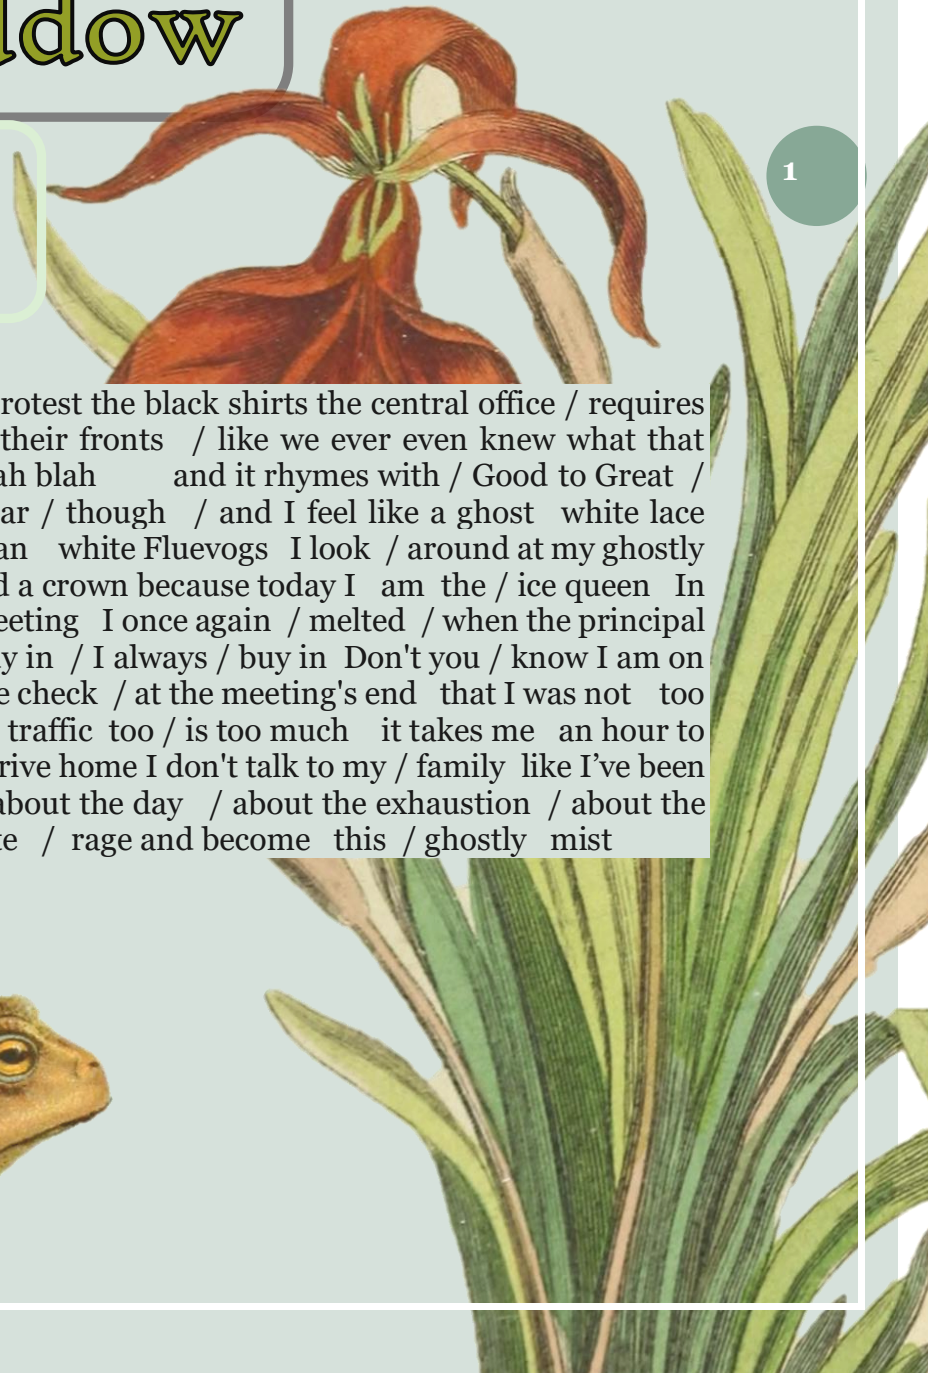 ldow
1
rotest the black shirts the central office / requires
their fronts / like we ever even knew what that
ah blah and it rhymes with / Good to Great /
ar / though / and I feel like a ghost white lace
an white Fluevogs I look / around at my ghostly
d a crown because today I am the / ice queen In
eeting I once again / melted / when the principal
y in / I always / buy in Don't you / know I am on
e check / at the meeting's end that I was not too
traffic too / is too much it takes me an hour to
rive home I don't talk to my / family like I’ve been
about the day / about the exhaustion / about the
te / rage and become this / ghostly mist